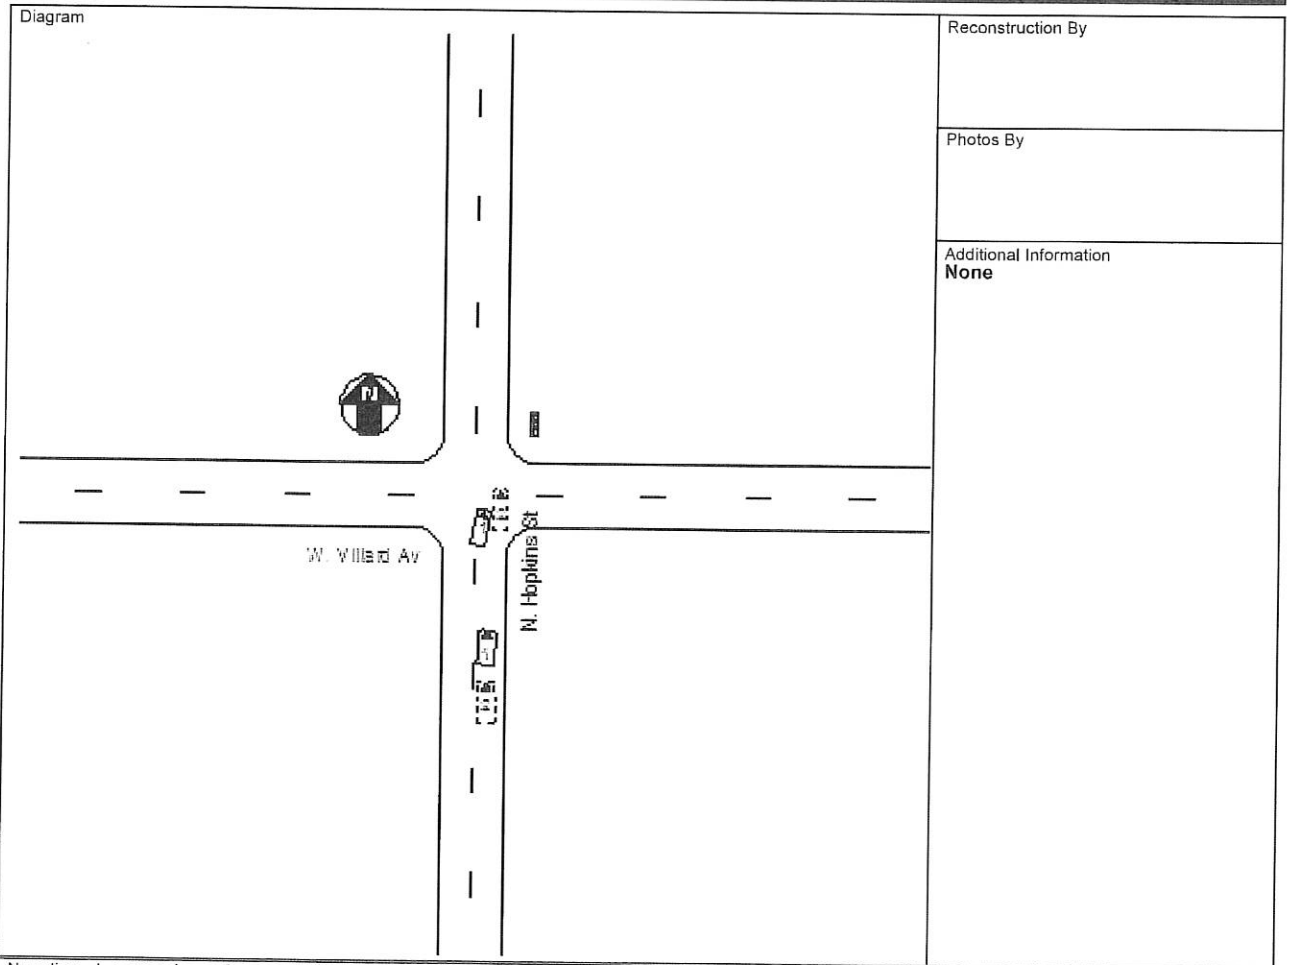 Diagram
Reconstruction By
Photos By
Additional Information
None
N
W. Villard Av
N. Hopkins St